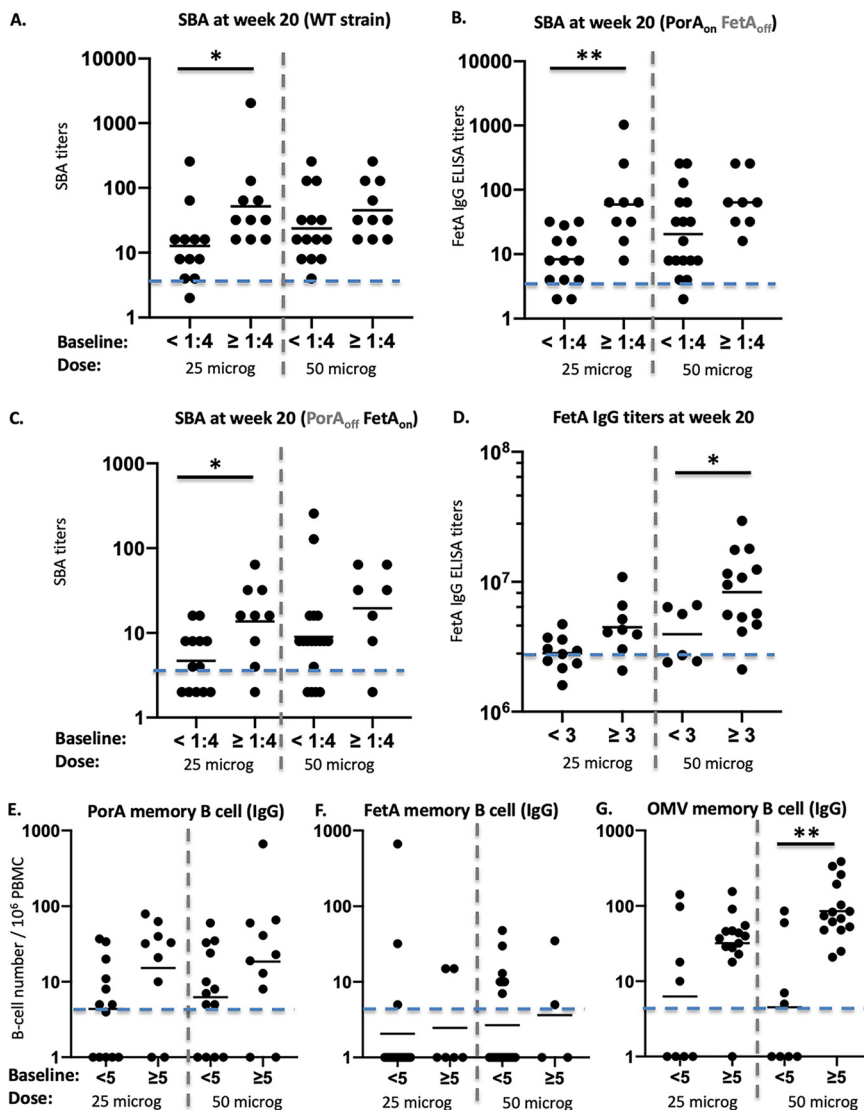 A.
SBA at week 20 (WT strain)
*
10000
1000
100
10
1
SBA titers
Baseline: < 1:4 ≥ 1:4 < 1:4 ≥ 1:4
Dose: 25 microg 50 microg
B.
SBA at week 20 (PorAon FetAoff)
**
10000
1000
100
10
1
FetA IgG ELISA titers
< 1:4 ≥ 1:4 < 1:4 ≥ 1:4
25 microg 50 microg
C.
SBA at week 20 (PorAoff FetAon)
*
1000
100
10
1
SBA titers
Baseline: < 1:4 ≥ 1:4 < 1:4 ≥ 1:4
Dose: 25 microg 50 microg
D.
FetA IgG titers at week 20
*
10⁸
10⁷
10⁶
FetA IgG ELISA titers
< 3 ≥ 3 < 3 ≥ 3
25 microg 50 microg
E.
PorA memory B cell (IgG)
1000
100
10
1
B-cell number / 10⁶ PBMC
Baseline: <5 ≥5 <5 ≥5
Dose: 25 microg 50 microg
F.
FetA memory B cell (IgG)
1000
100
10
1
<5 ≥5 <5 ≥5
25 microg 50 microg
G.
OMV memory B cell (IgG)
**
1000
100
10
1
<5 ≥5 <5 ≥5
25 microg 50 microg